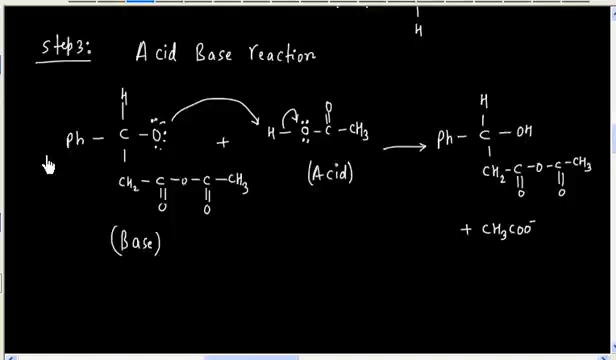 H
Step3: Acid Base reaction
H O H
Ph - C - O:⁻ + H - O - C - CH3 → Ph - C - OH
CH2 - C - O - C - CH3 (Acid) CH2 - C - O - C - CH3
O O O O
(Base) + CH3COO⁻